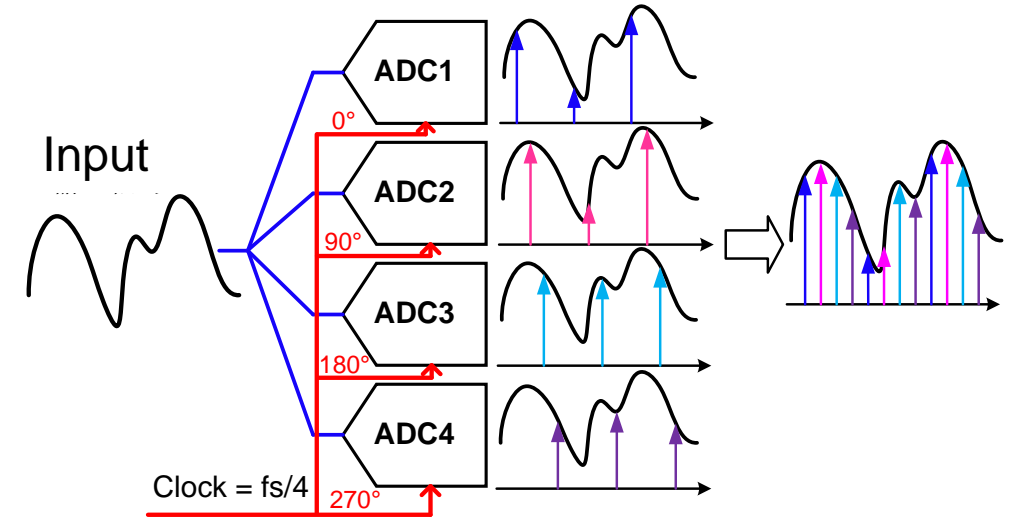 Input
ADC1
0°
ADC2
90°
ADC3
180°
ADC4
Clock = fs/4
270°